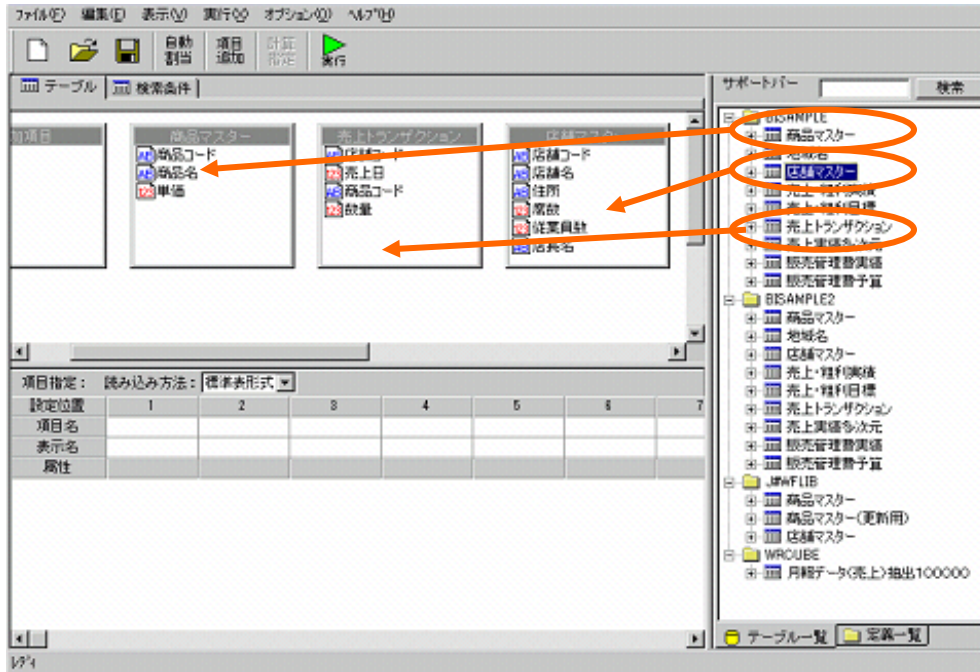 ファイル(F) 編集(E) 表示(V) 実行(X) オプション(O) ヘルプ(H)
自動割当 項目追加 計算指定 実行
テーブル 検索条件
加項目
商品マスター
商品コード
商品名
単価
売上トランザクション
店舗コード
売上日
商品コード
数量
店舗マスター
店舗コード
店舗名
住所
席数
従業員数
店長名
項目指定： 読み込み方法： 標準表形式
設定位置 1 2 3 4 5 6 7
項目名
表示名
属性
サポートバー 検索
BISAMPLE
商品マスター
地域名
店舗マスター
売上・粗利実績
売上・粗利目標
売上トランザクション
売上実績多次元
販売管理費実績
販売管理費予算
BISAMPLE2
商品マスター
地域名
店舗マスター
売上・粗利実績
売上・粗利目標
売上トランザクション
売上実績多次元
販売管理費実績
販売管理費予算
J#WFLIB
商品マスター
商品マスター(更新用)
店舗マスター
WRCUBE
月報データ(売上)抽出100000
テーブル一覧 定義一覧
レディ